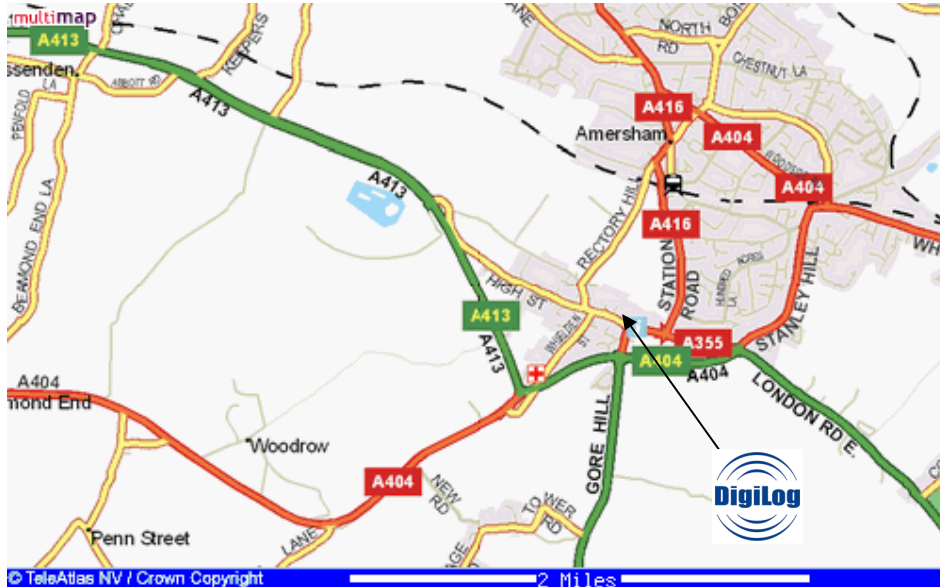 multimap
A413
ssenden
PENFOLD LA
ABBOTT RD
A413
KEEPERS
LANE
NORTH RD
CHESTNUT LA
A416
Amersham
A404
A404
A413
BEAMOND END LA
RECTORY HILL
A416
STATION ROAD
HUNDRED ACRES LA
STANLEY HILL
WH
HIGH ST
A413
A413
WHIELDEN ST
A355
A404
A404
A404
mond End
LONDON RD E.
GORE HILL
Woodrow
A404
NEW RD
TOWER RD
DigiLog
Penn Street
LANE
AGE
© TeleAtlas NV / Crown Copyright
2 Miles